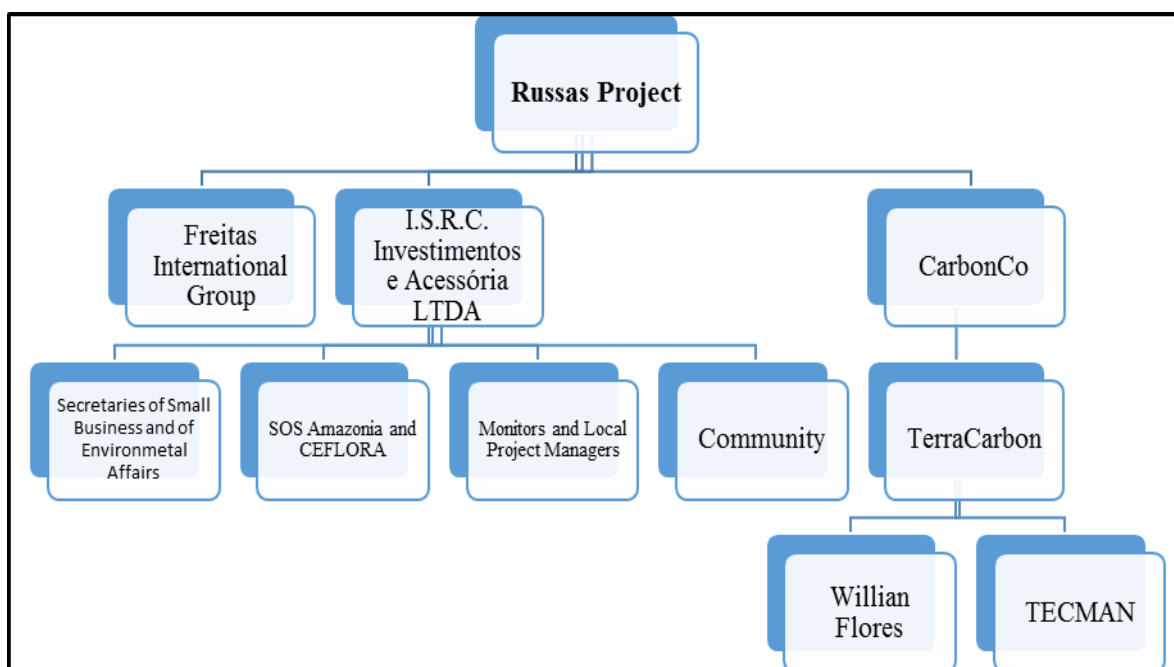 Russas Project
Freitas
International
Group
I.S.R.C.
Investimentos
e Acessória
LTDA
CarbonCo
Secretaries of Small
Business and of
Environmetal
Affairs
SOS Amazonia and
CEFLORA
Monitors and Local
Project Managers
Community
TerraCarbon
Willian
Flores
TECMAN